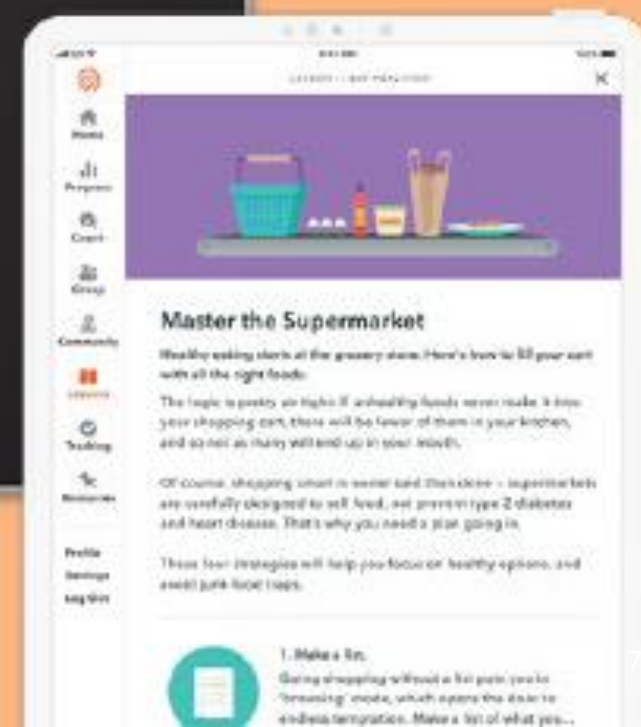 Home
Progress
Coach
Group
Community
Lessons
Tracking
Resources
Profile
Settings
Log Out
Master the Supermarket
Healthy eating starts at the grocery store. Here's how to fill your cart
with all the right foods.
The logic is pretty airtight: If unhealthy foods never make it into
your shopping cart, there will be fewer of them in your kitchen,
and so not as many will end up in your mouth.
Of course, shopping smart is easier said than done – supermarkets
are carefully designed to sell food, not prevent type 2 diabetes
and heart disease. That's why you need a plan going in.
These four strategies will help you focus on healthy options, and
avoid junk food traps.
1. Make a list.
Going shopping without a list puts you in
'browsing' mode, which opens the door to
endless temptation. Make a list of what you...